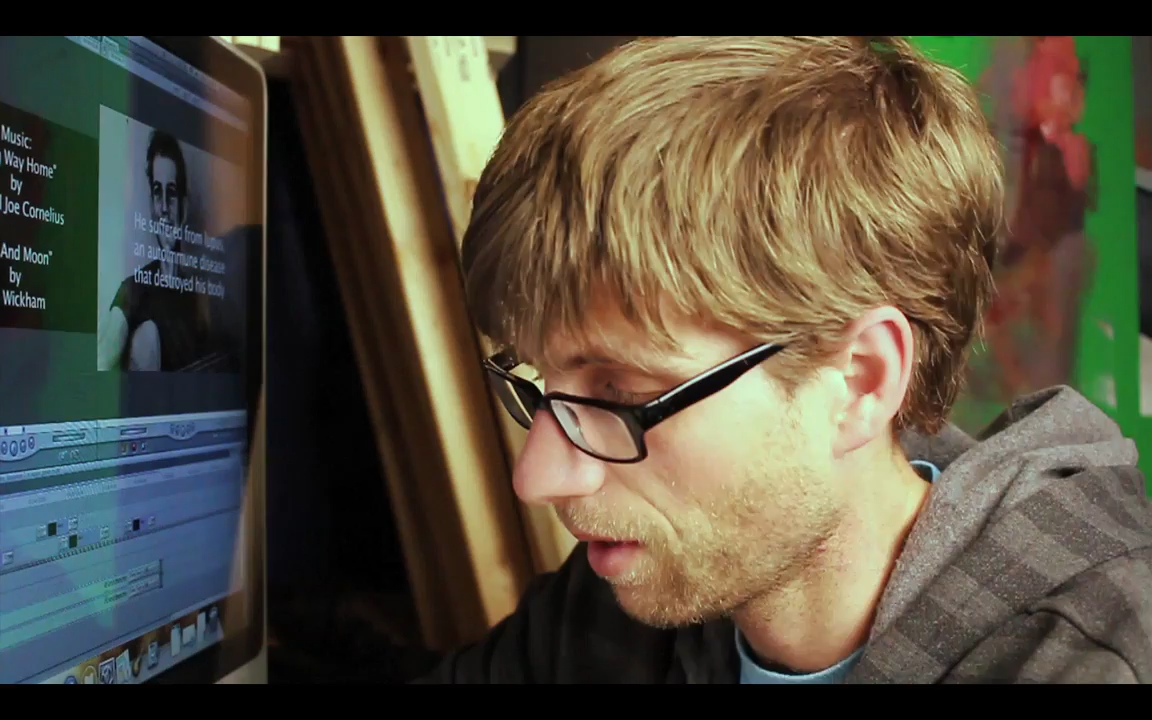 Music:
Way Home"
by
Joe Cornelius
And Moon"
by
Wickham
He suffered from lupus,
an autoimmune disease
that destroyed his body